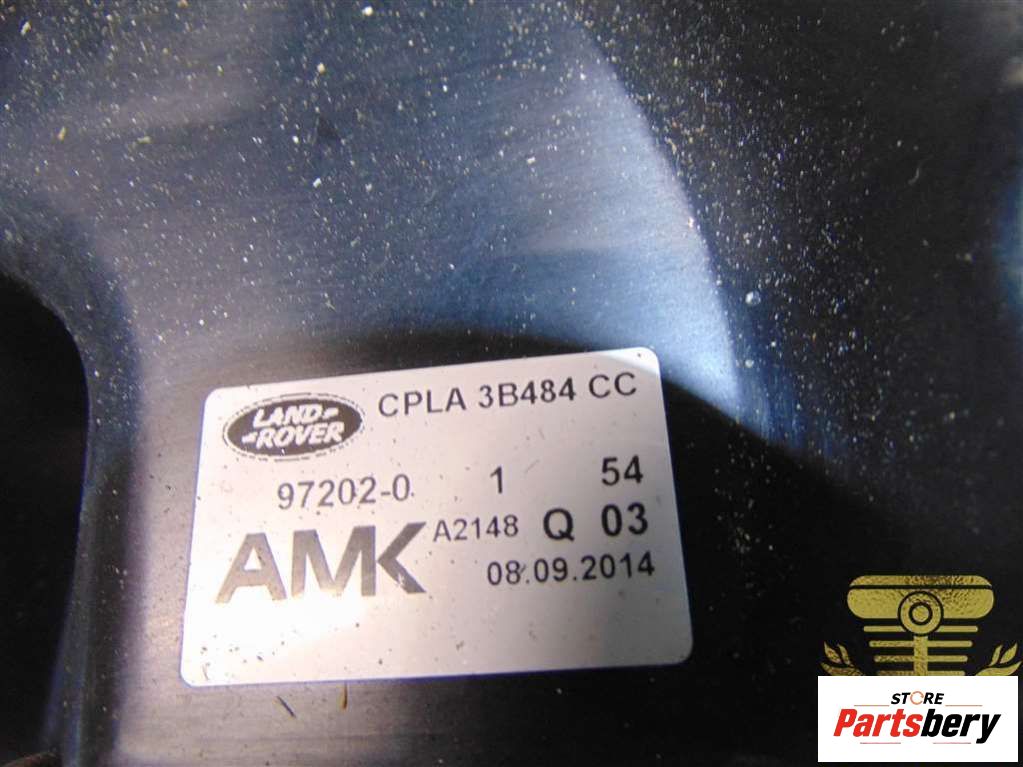 LAND ROVER
CPLA 3B484 CC
97202-0 1 54
AMK A2148 Q 03
08.09.2014
STORE
Partsbery